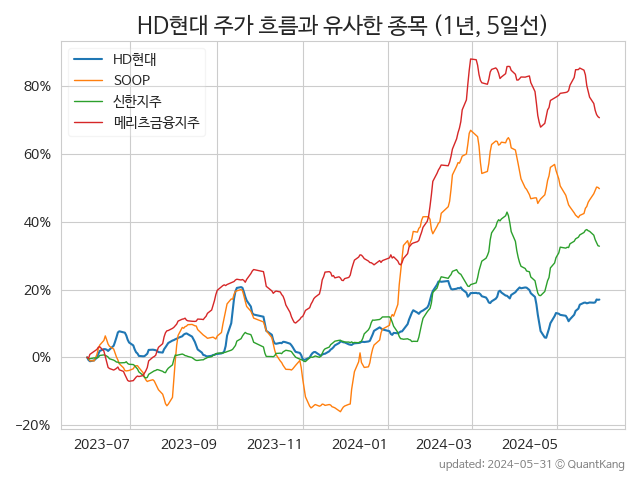 HD현대 주가 흐름과 유사한 종목 (1년, 5일선)
HD현대
SOOP
신한지주
메리츠금융지주
80%
60%
40%
20%
0%
−20%
2023-07
2023-09
2023-11
2024-01
2024-03
2024-05
updated: 2024-05-31 © QuantKang